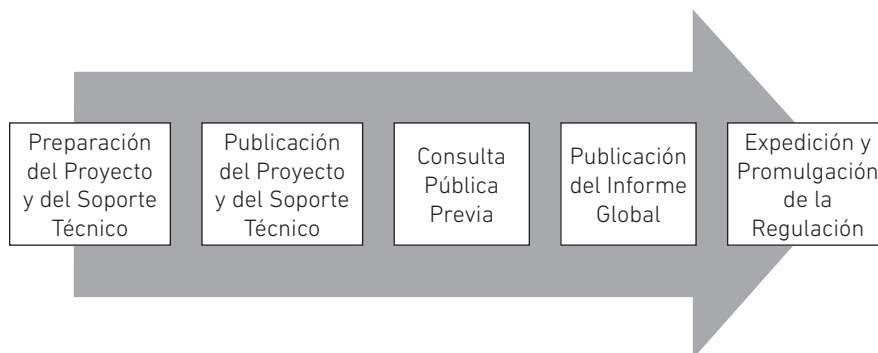 Preparación
del Proyecto
y del Soporte
Técnico
Publicación
del Proyecto
y del Soporte
Técnico
Consulta
Pública
Previa
Publicación
del Informe
Global
Expedición y
Promulgación
de la
Regulación